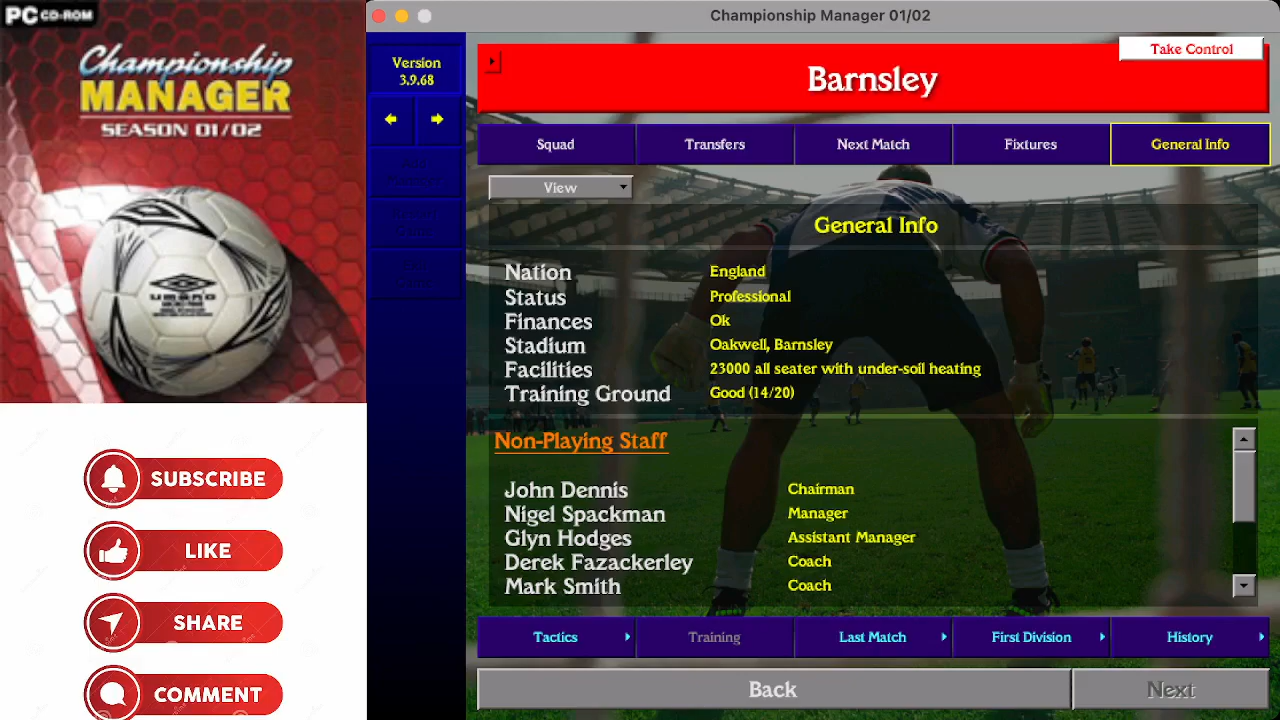 PC CD-ROM
Championship
MANAGER
SEASON 01/02
UMBRO
SUBSCRIBE
LIKE
SHARE
COMMENT
Championship Manager 01/02
Version
3.9.68
Take Control
Barnsley
Squad
Transfers
Next Match
Fixtures
General Info
View
General Info
Nation England
Status Professional
Finances Ok
Stadium Oakwell, Barnsley
Facilities 23000 all seater with under-soil heating
Training Ground Good (14/20)
Non-Playing Staff
John Dennis Chairman
Nigel Spackman Manager
Glyn Hodges Assistant Manager
Derek Fazackerley Coach
Mark Smith Coach
Tactics
Training
Last Match
First Division
History
Back
Next